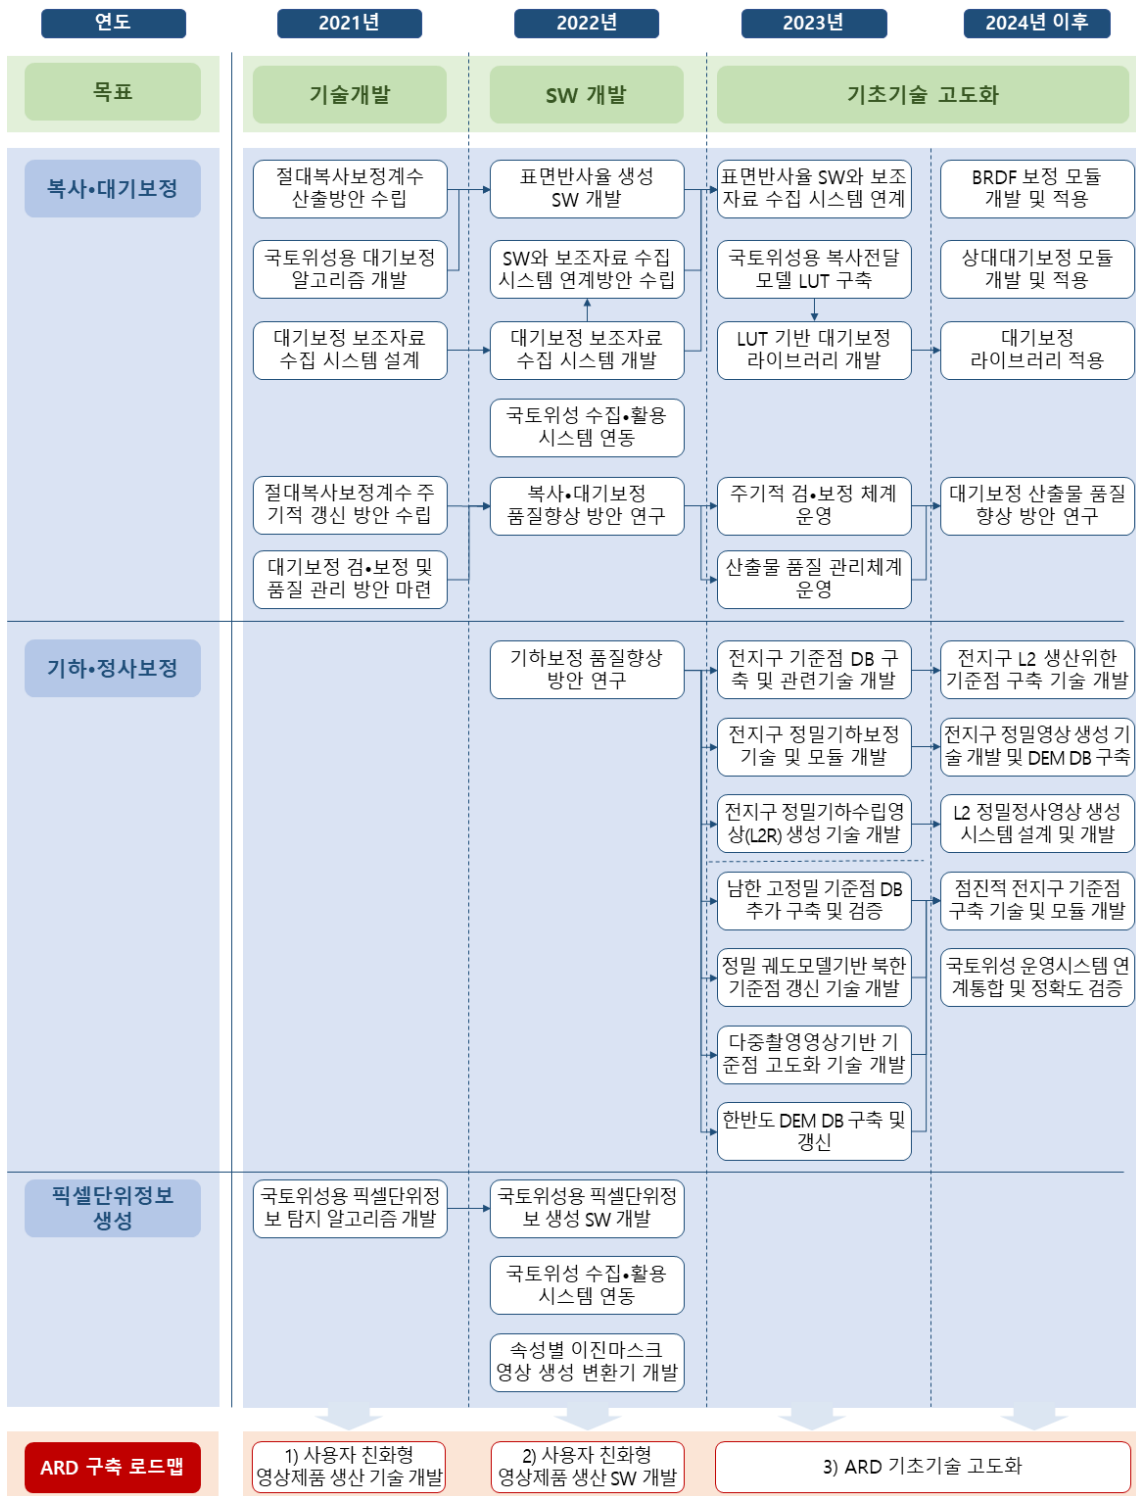 연도
2021년
2022년
2023년
2024년 이후
목표
기술개발
SW 개발
기초기술 고도화
복사•대기보정
절대복사보정계수
산출방안 수립
표면반사율 생성
SW 개발
표면반사율 SW와 보조
자료 수집 시스템 연계
BRDF 보정 모듈
개발 및 적용
국토위성용 대기보정
알고리즘 개발
SW와 보조자료 수집
시스템 연계방안 수립
국토위성용 복사전달
모델 LUT 구축
상대대기보정 모듈
개발 및 적용
대기보정 보조자료
수집 시스템 설계
대기보정 보조자료
수집 시스템 개발
LUT 기반 대기보정
라이브러리 개발
대기보정
라이브러리 적용
국토위성 수집•활용
시스템 연동
절대복사보정계수 주
기적 갱신 방안 수립
복사•대기보정
품질향상 방안 연구
주기적 검•보정 체계
운영
대기보정 산출물 품질
향상 방안 연구
대기보정 검•보정 및
품질 관리 방안 마련
산출물 품질 관리체계
운영
기하•정사보정
기하보정 품질향상
방안 연구
전지구 기준점 DB 구
축 및 관련기술 개발
전지구 L2 생산위한
기준점 구축 기술 개발
전지구 정밀기하보정
기술 및 모듈 개발
전지구 정밀영상 생성 기
술 개발 및 DEM DB 구축
전지구 정밀기하수립영
상(L2R) 생성 기술 개발
L2 정밀정사영상 생성
시스템 설계 및 개발
남한 고정밀 기준점 DB
추가 구축 및 검증
점진적 전지구 기준점
구축 기술 및 모듈 개발
정밀 궤도모델기반 북한
기준점 갱신 기술 개발
국토위성 운영시스템 연
계통합 및 정확도 검증
다중촬영영상기반 기
준점 고도화 기술 개발
한반도 DEM DB 구축 및
갱신
픽셀단위정보
생성
국토위성용 픽셀단위정
보 탐지 알고리즘 개발
국토위성용 픽셀단위정
보 생성 SW 개발
국토위성 수집•활용
시스템 연동
속성별 이진마스크
영상 생성 변환기 개발
ARD 구축 로드맵
1) 사용자 친화형
영상제품 생산 기술 개발
2) 사용자 친화형
영상제품 생산 SW 개발
3) ARD 기초기술 고도화